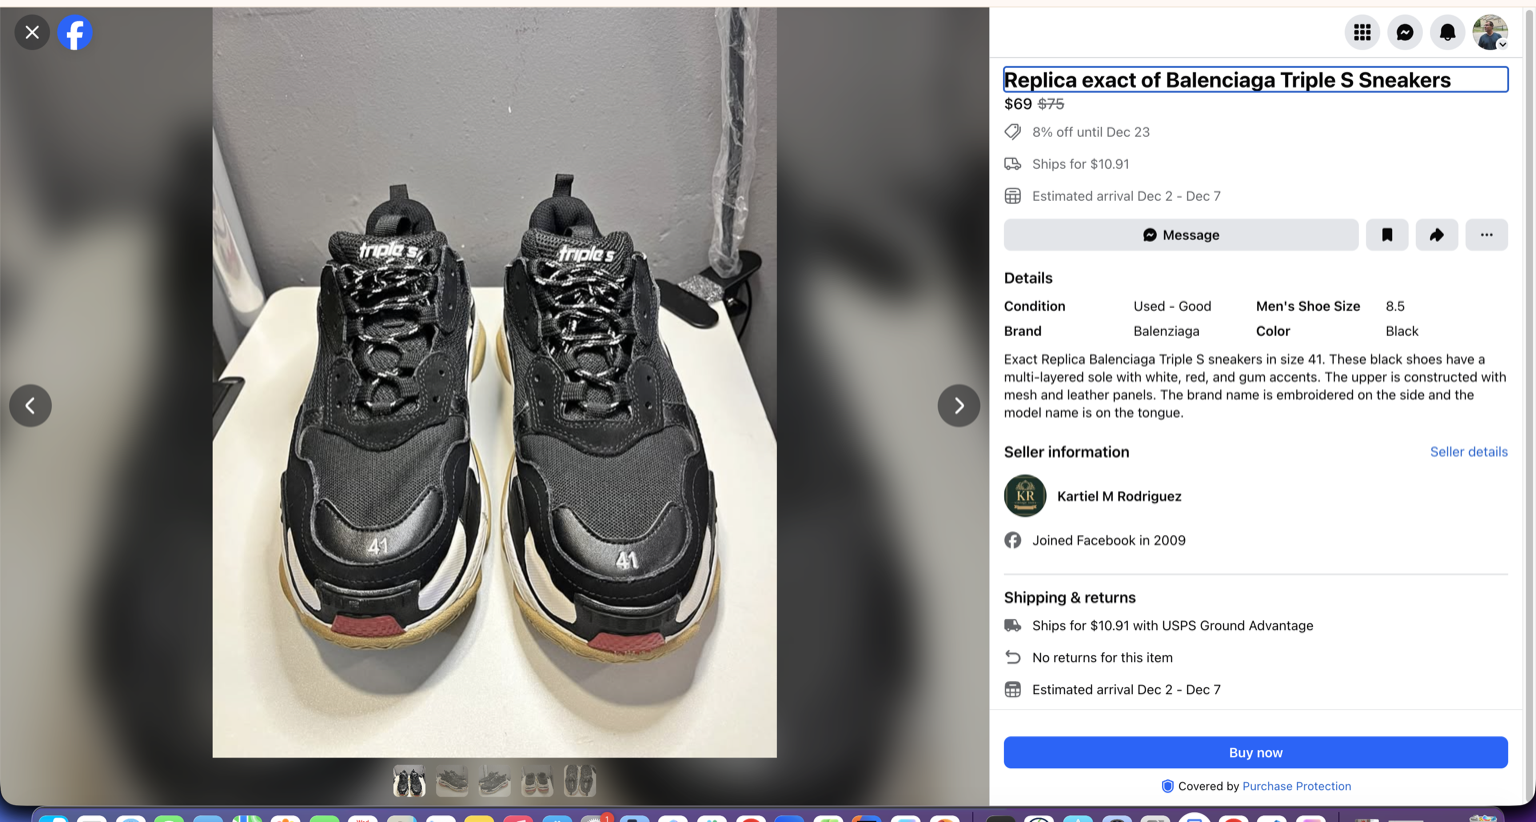 Replica exact of Balenciaga Triple S Sneakers
$69 $75
8% off until Dec 23
Ships for $10.91
Estimated arrival Dec 2 - Dec 7
Message
Details
Condition Used - Good Men's Shoe Size 8.5
Brand Balenziaga Color Black
Exact Replica Balenciaga Triple S sneakers in size 41. These black shoes have a
multi-layered sole with white, red, and gum accents. The upper is constructed with
mesh and leather panels. The brand name is embroidered on the side and the
model name is on the tongue.
Seller information Seller details
KR
Kartiel M Rodriguez
Joined Facebook in 2009
Shipping & returns
Ships for $10.91 with USPS Ground Advantage
No returns for this item
Estimated arrival Dec 2 - Dec 7
Buy now
Covered by Purchase Protection
triple s triple s
41 41
1